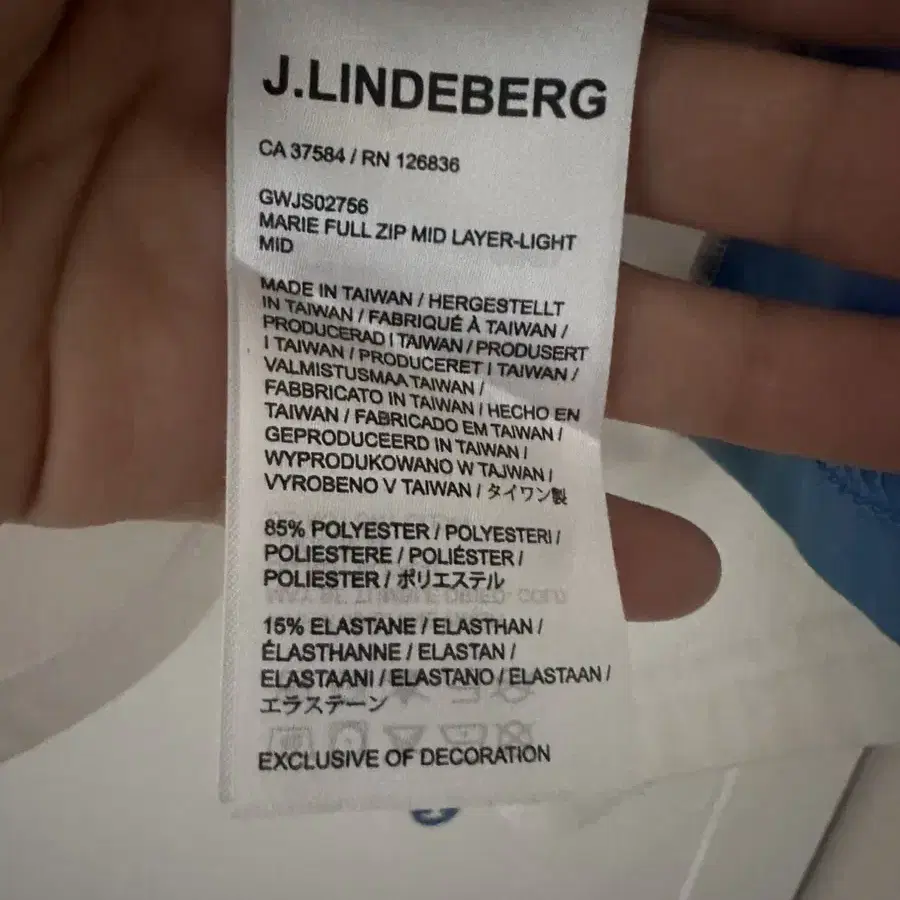 J.LINDEBERG
CA 37584 / RN 126836
GWJS02756
MARIE FULL ZIP MID LAYER-LIGHT
MID
MADE IN TAIWAN / HERGESTELLT
IN TAIWAN / FABRIQUÉ À TAIWAN /
PRODUCERAD I TAIWAN / PRODUSERT
I TAIWAN / PRODUCERET I TAIWAN /
VALMISTUSMAA TAIWAN /
FABBRICATO IN TAIWAN / HECHO EN
TAIWAN / FABRICADO EM TAIWAN /
GEPRODUCEERD IN TAIWAN /
WYPRODUKOWANO W TAJWAN /
VYROBENO V TAIWAN / タイワン製
85% POLYESTER / POLYESTERI /
POLIESTERE / POLIÉSTER /
POLIESTER / ポリエステル
15% ELASTANE / ELASTHAN /
ÉLASTHANNE / ELASTAN /
ELASTAANI / ELASTANO / ELASTAAN /
エラステーン
EXCLUSIVE OF DECORATION